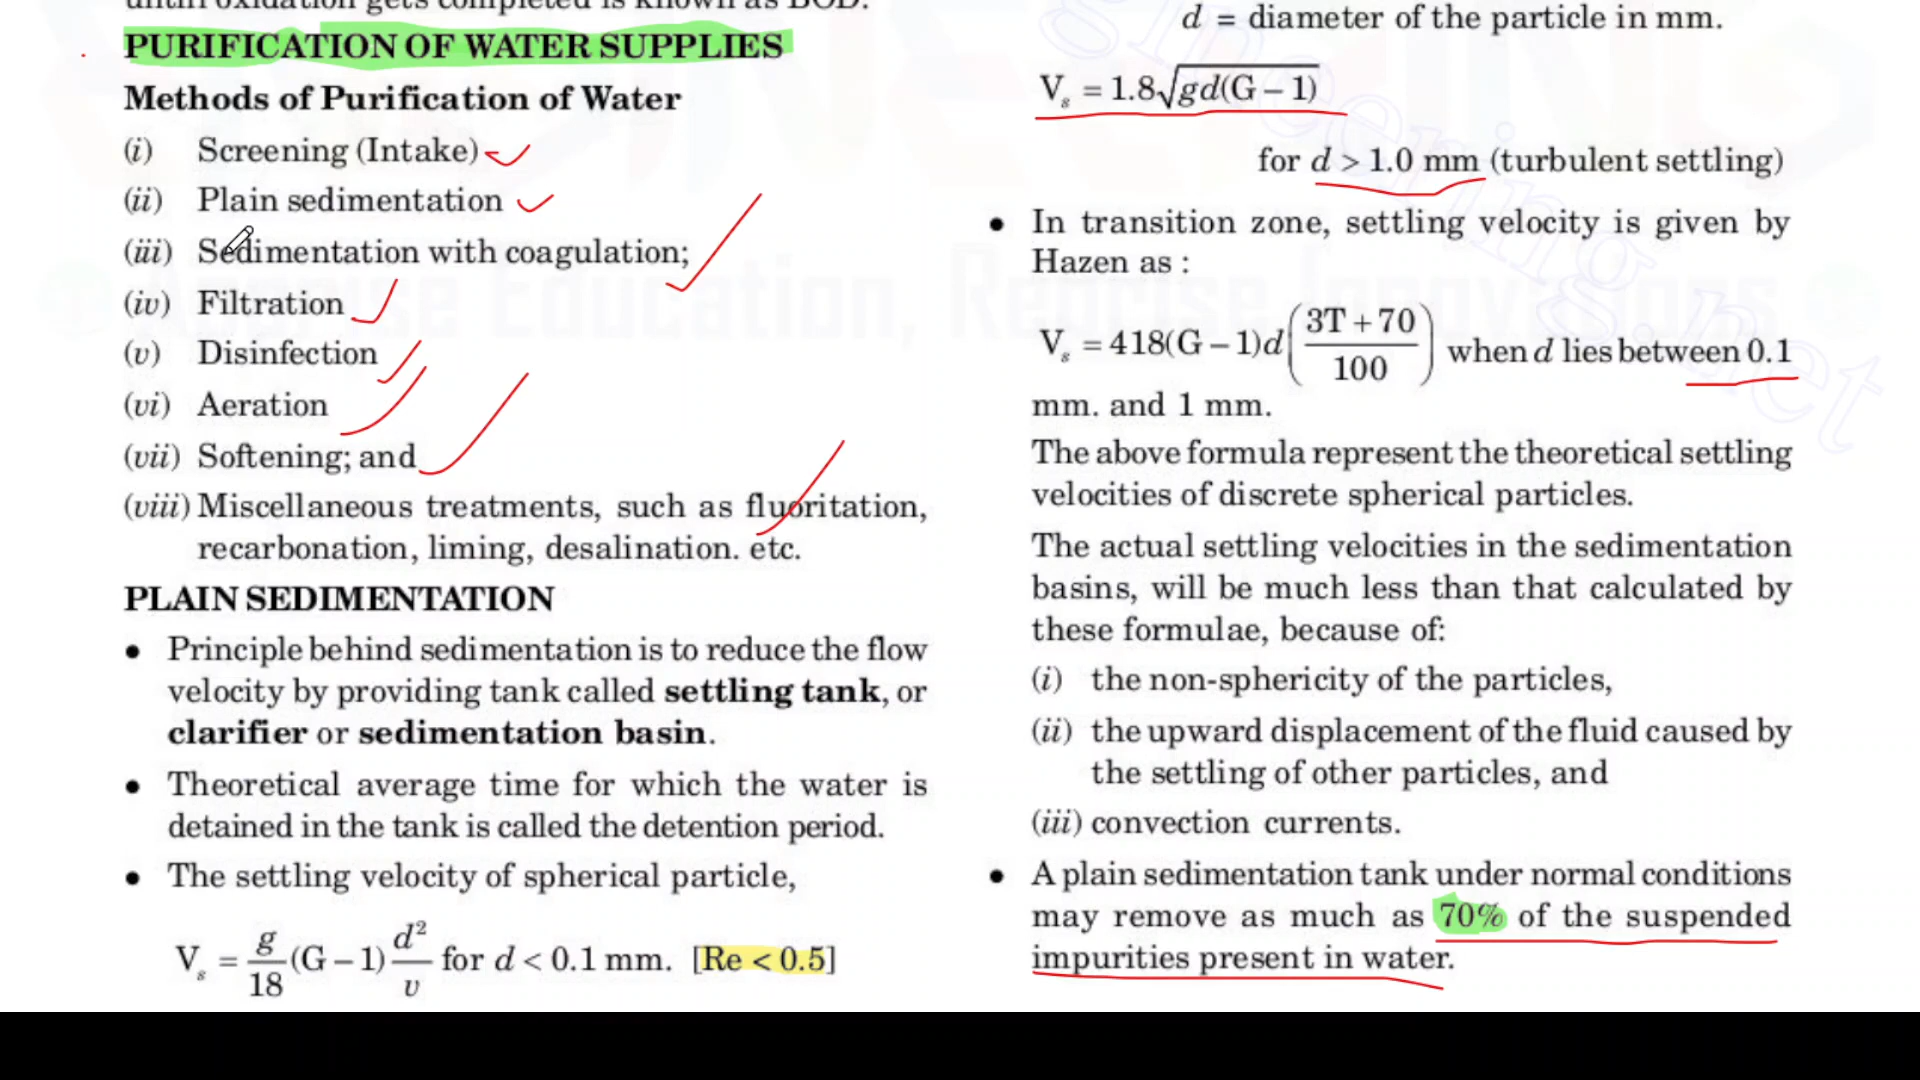 until oxidation gets completed is known as BOD.
PURIFICATION OF WATER SUPPLIES
Methods of Purification of Water
(i) Screening (Intake)
(ii) Plain sedimentation
(iii) Sedimentation with coagulation;
(iv) Filtration
(v) Disinfection
(vi) Aeration
(vii) Softening; and
(viii) Miscellaneous treatments, such as fluoritation,
recarbonation, liming, desalination. etc.
PLAIN SEDIMENTATION
• Principle behind sedimentation is to reduce the flow
velocity by providing tank called settling tank, or
clarifier or sedimentation basin.
• Theoretical average time for which the water is
detained in the tank is called the detention period.
• The settling velocity of spherical particle,
Vₛ = g/18 (G – 1) d²/υ for d < 0.1 mm. [Re < 0.5]
d = diameter of the particle in mm.
Vₛ = 1.8√gd(G – 1)
for d > 1.0 mm (turbulent settling)
• In transition zone, settling velocity is given by
Hazen as :
Vₛ = 418(G – 1)d(3T + 70/100) when d lies between 0.1
mm. and 1 mm.
The above formula represent the theoretical settling
velocities of discrete spherical particles.
The actual settling velocities in the sedimentation
basins, will be much less than that calculated by
these formulae, because of:
(i) the non-sphericity of the particles,
(ii) the upward displacement of the fluid caused by
the settling of other particles, and
(iii) convection currents.
• A plain sedimentation tank under normal conditions
may remove as much as 70% of the suspended
impurities present in water.